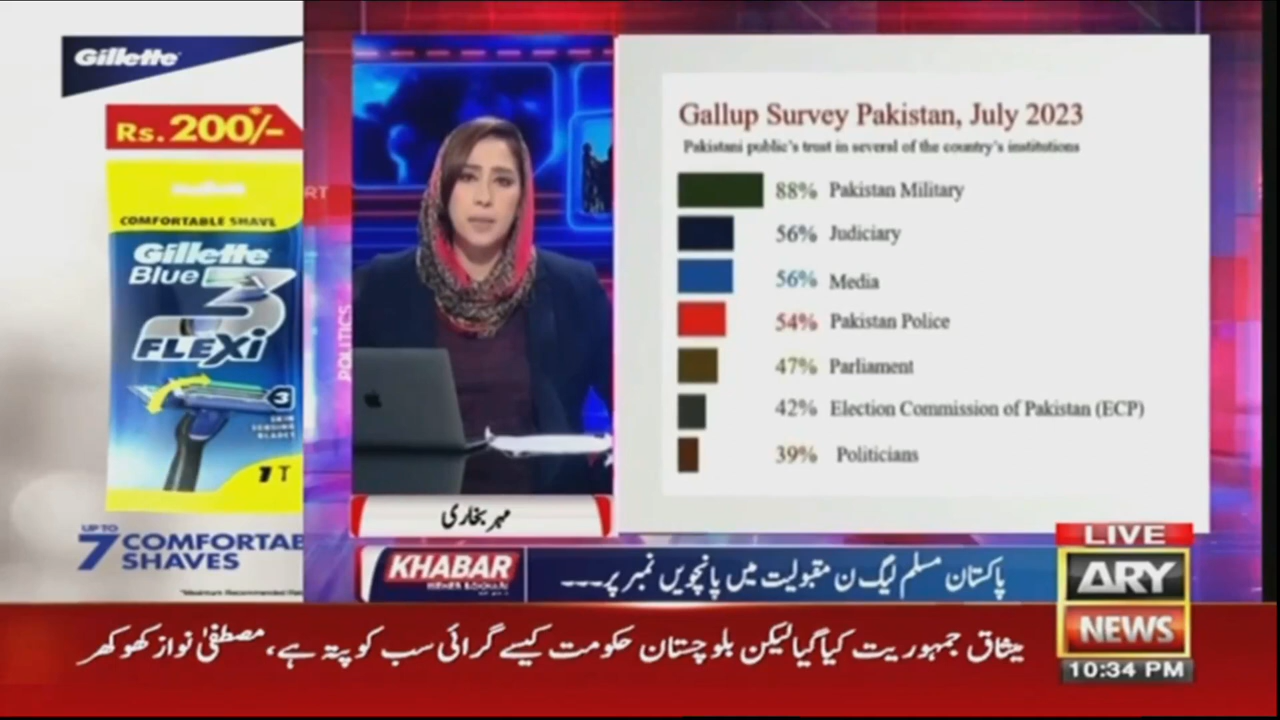 Gillette
Rs. 200/-
COMFORTABLE SHAVE
Gillette
Blue 3
FLEXi
3
1
UP TO
7 COMFORTAB
SHAVES
RT
POLITICS
Gallup Survey Pakistan, July 2023
Pakistani public's trust in several of the country's institutions
88% Pakistan Military
56% Judiciary
56% Media
54% Pakistan Police
47% Parliament
42% Election Commission of Pakistan (ECP)
39% Politicians
مہر بخاری
KHABAR
پاکستان مسلم لیگ ن مقبولیت میں پانچویں نمبر پر۔۔۔
LIVE
ARY
NEWS
10:34 PM
میثاق جمہوریت کیا گیا لیکن بلوچستان حکومت کیسے گرائی سب کو پتہ ہے، مصطفیٰ نواز کھوکھر